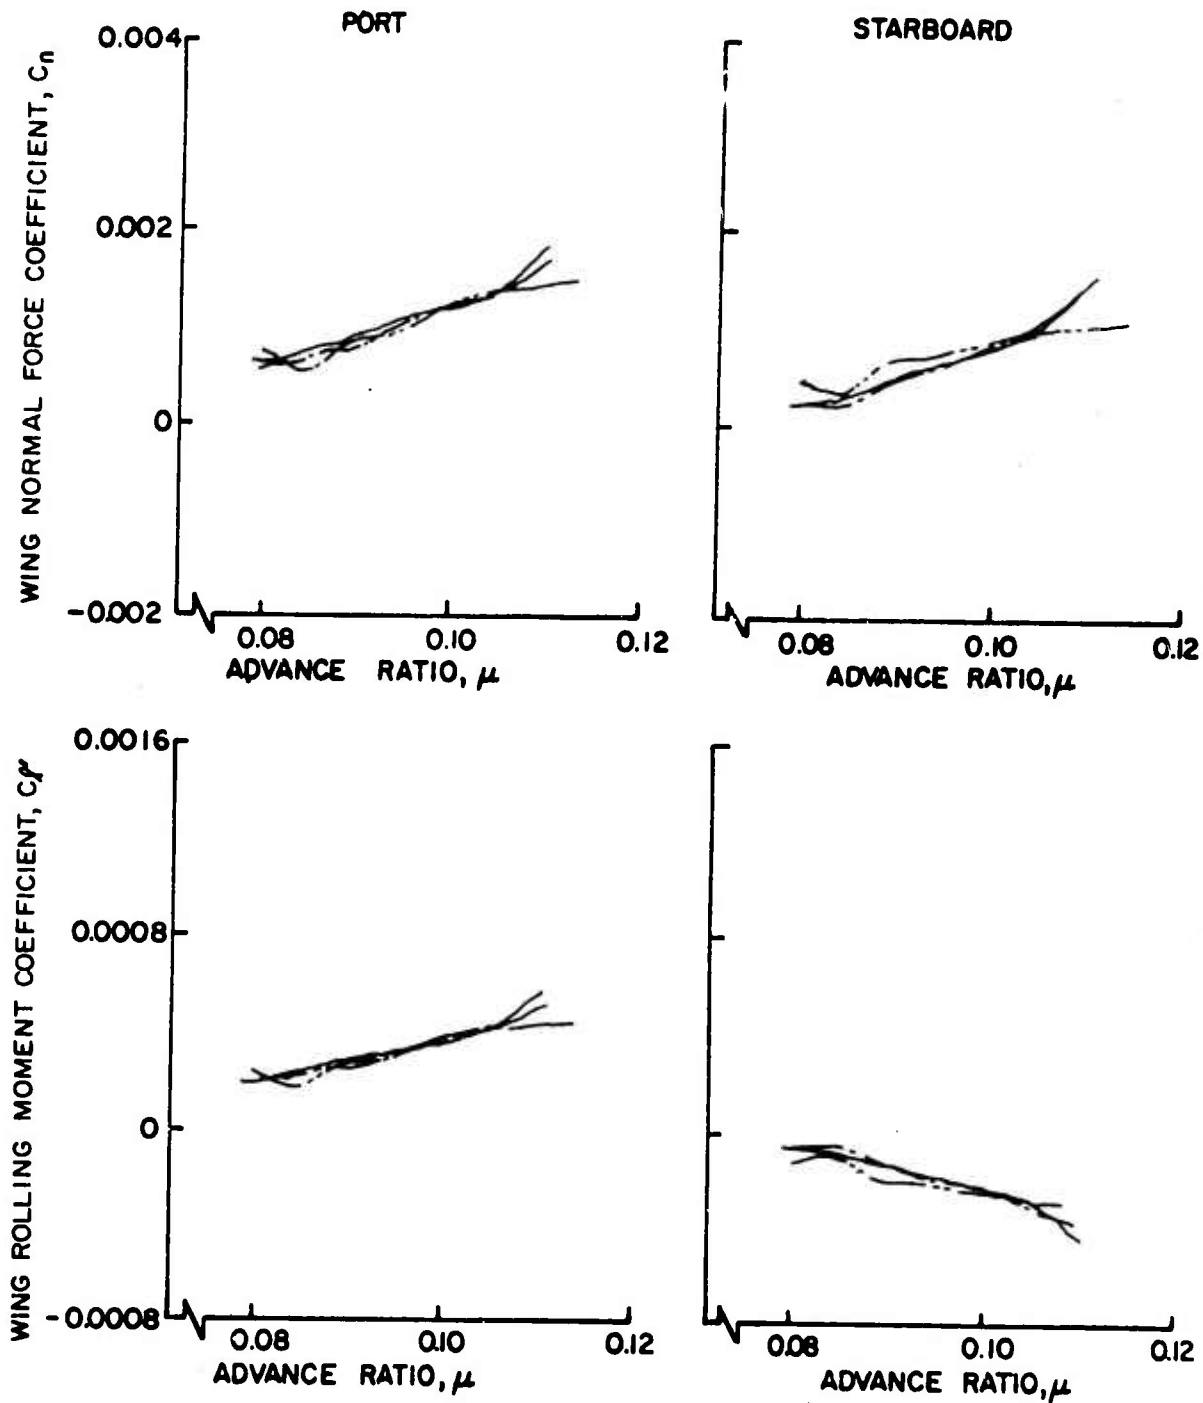 PORT
STARBOARD
WING NORMAL FORCE COEFFICIENT, Cn
0.004
0.002
0
-0.002
0.08 0.10 0.12
ADVANCE RATIO, μ
0.08 0.10 0.12
ADVANCE RATIO, μ
WING ROLLING MOMENT COEFFICIENT, Cℓ
0.0016
0.0008
0
-0.0008
0.08 0.10 0.12
ADVANCE RATIO, μ
0.08 0.10 0.12
ADVANCE RATIO, μ